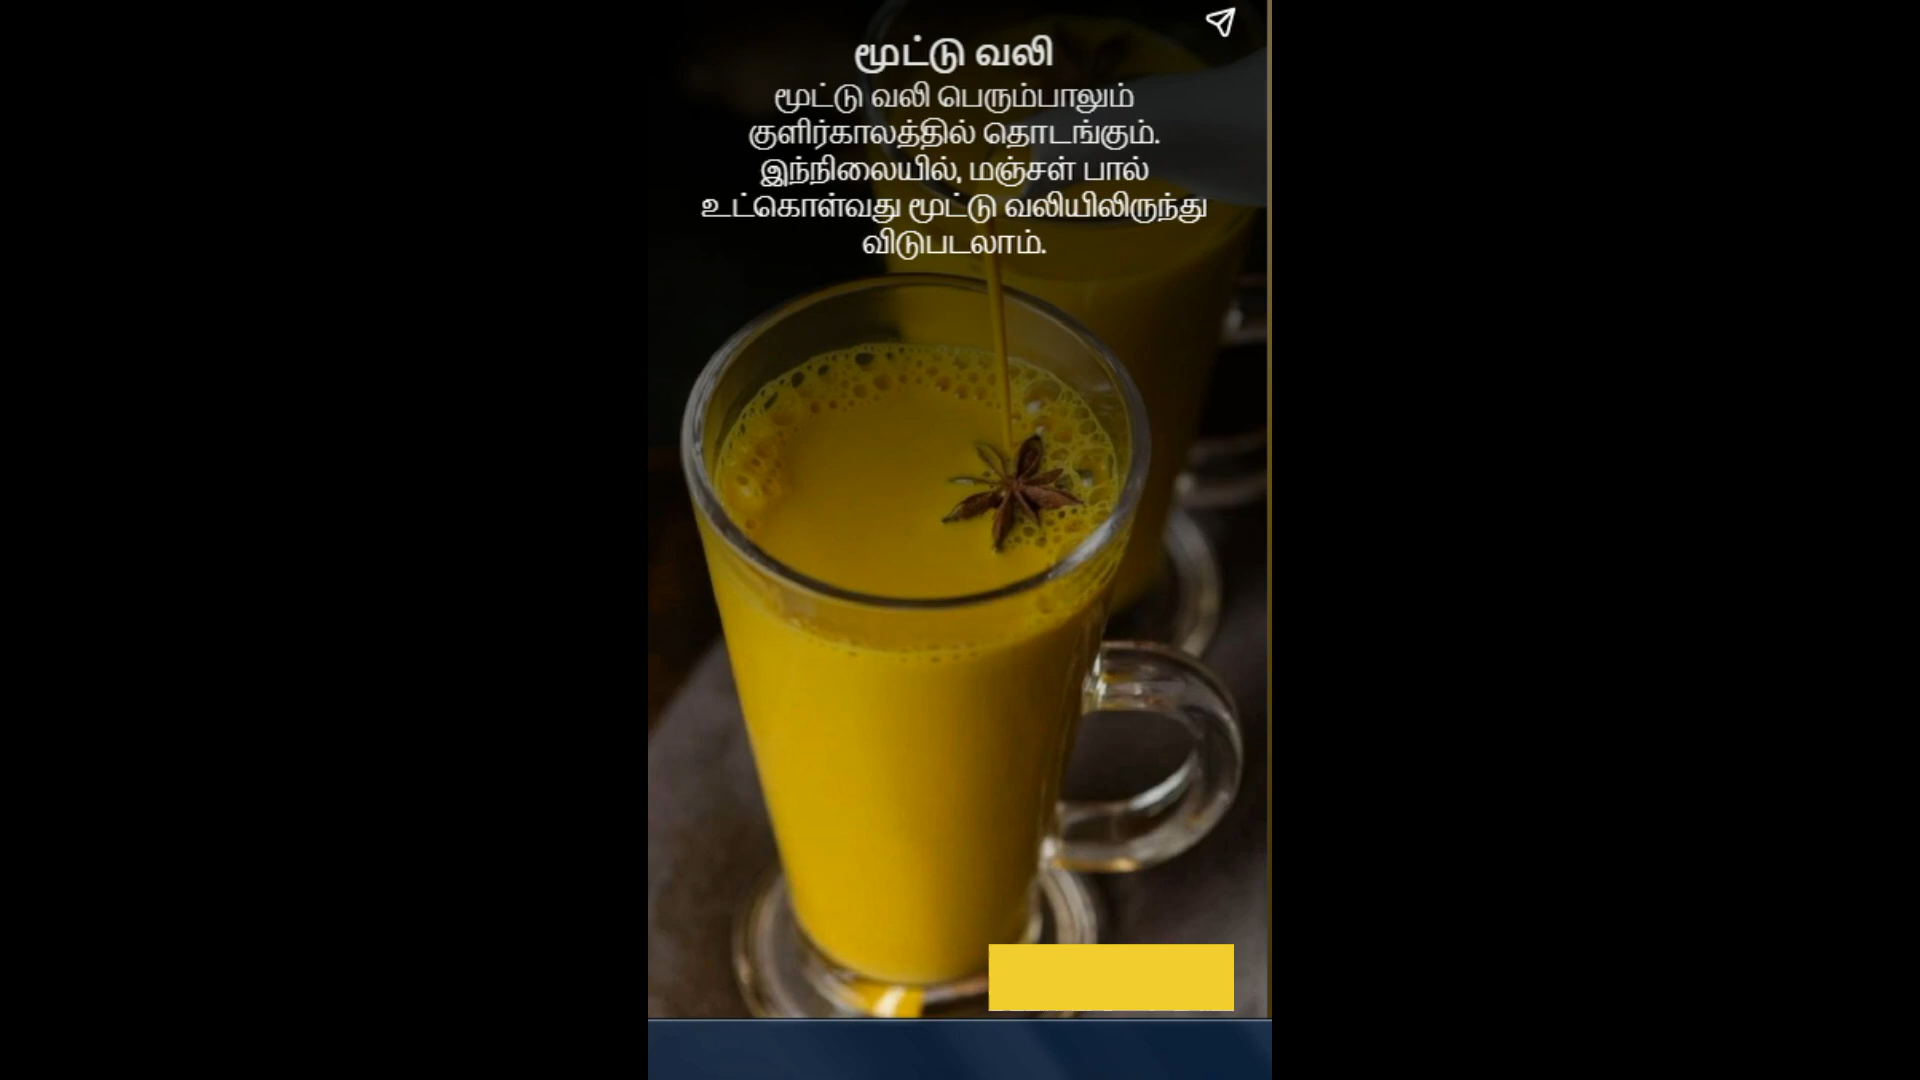 மூட்டு வலி
மூட்டு வலி பெரும்பாலும்
குளிர்காலத்தில் தொடங்கும்.
இந்நிலையில், மஞ்சள் பால்
உட்கொள்வது மூட்டு வலியிலிருந்து
விடுபடலாம்.